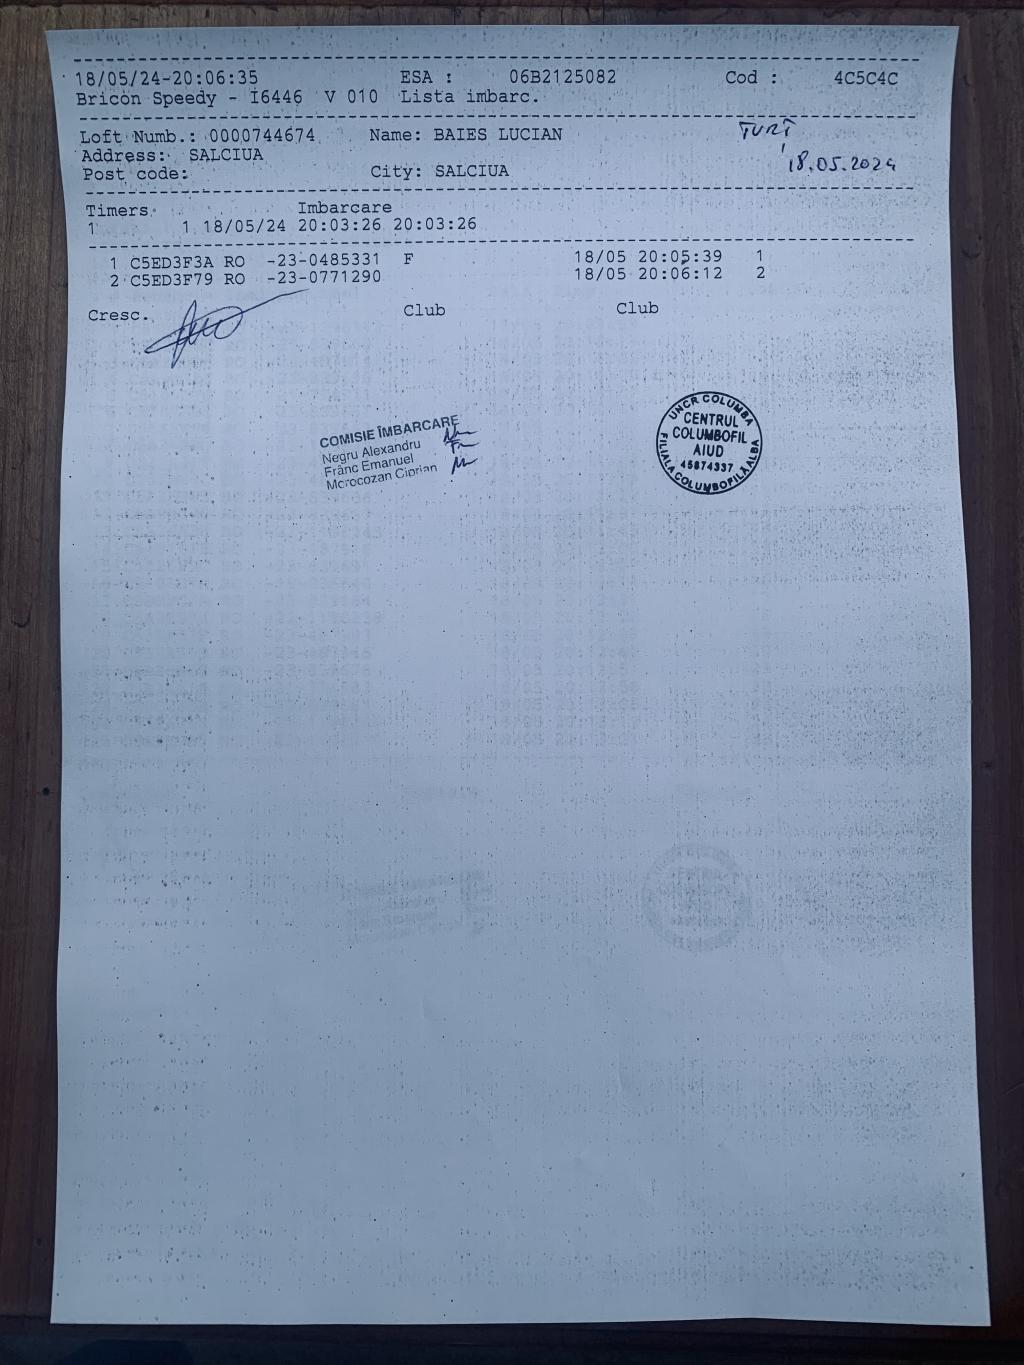 18/05/24-20:06:35 ESA : 06B2125082 Cod : 4C5C4C
Bricon Speedy - I6446 V 010 Lista imbarc.
Loft Numb.: 0000744674 Name: BAIES LUCIAN
TURȚ
Address: SALCIUA
18.05.2024
Post code: City: SALCIUA
Timers Imbarcare
1 1 18/05/24 20:03:26 20:03:26
1 C5ED3F3A RO -23-0485331 F 18/05 20:05:39 1
2 C5ED3F79 RO -23-0771290 18/05 20:06:12 2
Cresc. Club Club
COMISIE ÎMBARCARE
Negru Alexandru
Frânc Emanuel
Morocozan Ciprian
UNCR COLUMBA
CENTRUL
COLUMBOFIL
AIUD
45874337
FILIALA COLUMBOFILĂ ALBA